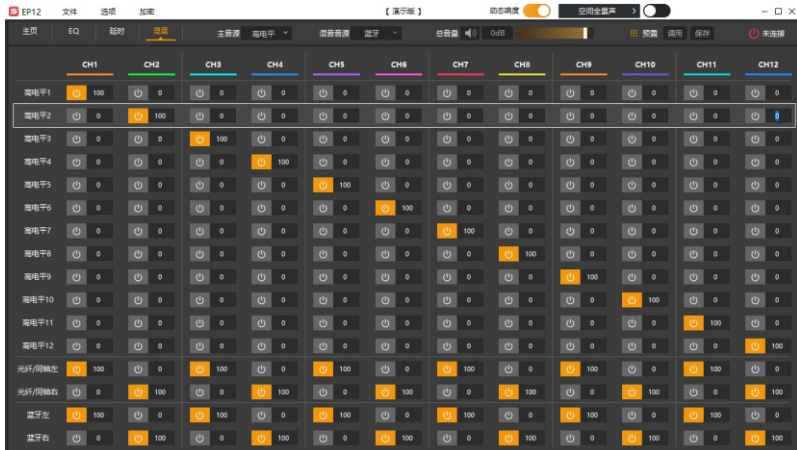 S EP12 文件 选项 加密 【 演示版 】 动态响度 空间全景声 >
主页 EQ 延时 混音 主音源 高电平 混音音源 蓝牙 总音量 0dB 预置 调用 保存 未连接
CH1 CH2 CH3 CH4 CH5 CH6 CH7 CH8 CH9 CH10 CH11 CH12
高电平1 100 0 0 0 0 0 0 0 0 0 0 0
高电平2 0 100 0 0 0 0 0 0 0 0 0 0
高电平3 0 0 100 0 0 0 0 0 0 0 0 0
高电平4 0 0 0 100 0 0 0 0 0 0 0 0
高电平5 0 0 0 0 100 0 0 0 0 0 0 0
高电平6 0 0 0 0 0 100 0 0 0 0 0 0
高电平7 0 0 0 0 0 0 100 0 0 0 0 0
高电平8 0 0 0 0 0 0 0 100 0 0 0 0
高电平9 0 0 0 0 0 0 0 0 100 0 0 0
高电平10 0 0 0 0 0 0 0 0 0 100 0 0
高电平11 0 0 0 0 0 0 0 0 0 0 100 0
高电平12 0 0 0 0 0 0 0 0 0 0 0 100
光纤/同轴左 100 0 100 0 100 0 100 0 100 0 100 0
光纤/同轴右 0 100 0 100 0 100 0 100 0 100 0 100
蓝牙左 100 0 100 0 100 0 100 0 100 0 100 0
蓝牙右 0 100 0 100 0 100 0 100 0 100 0 100